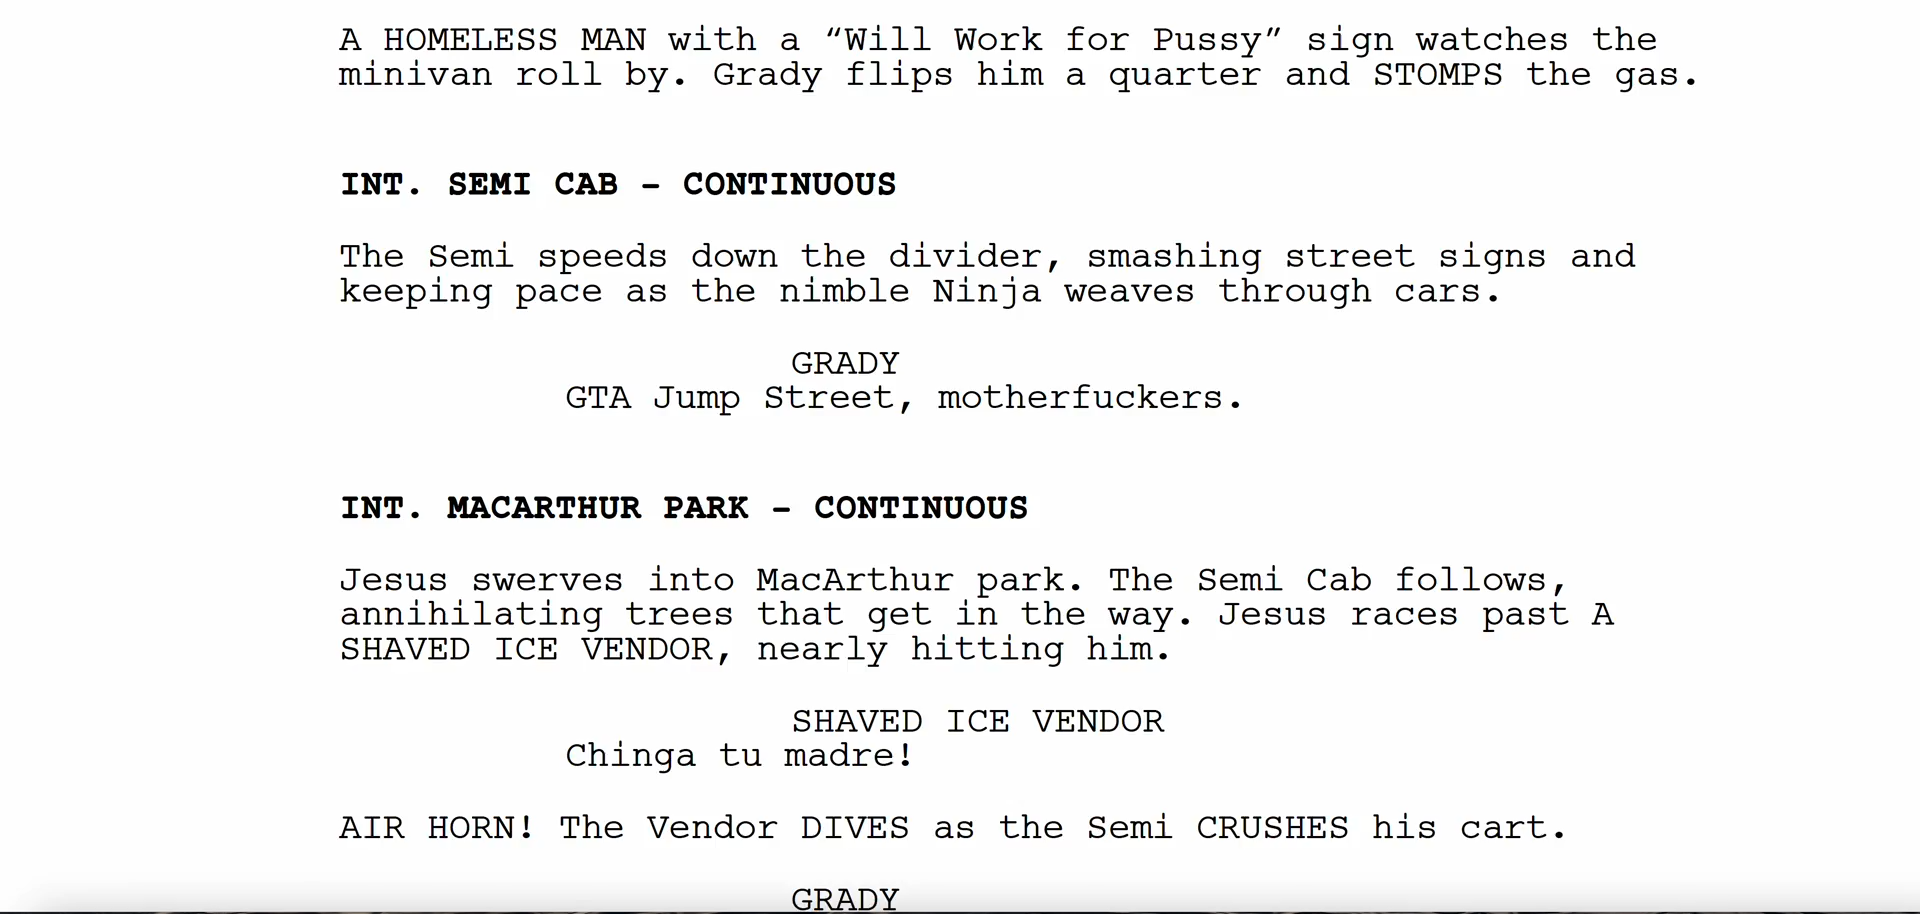 A HOMELESS MAN with a “Will Work for Pussy” sign watches the
minivan roll by. Grady flips him a quarter and STOMPS the gas.
INT. SEMI CAB - CONTINUOUS
The Semi speeds down the divider, smashing street signs and
keeping pace as the nimble Ninja weaves through cars.
GRADY
GTA Jump Street, motherfuckers.
INT. MACARTHUR PARK - CONTINUOUS
Jesus swerves into MacArthur park. The Semi Cab follows,
annihilating trees that get in the way. Jesus races past A
SHAVED ICE VENDOR, nearly hitting him.
SHAVED ICE VENDOR
Chinga tu madre!
AIR HORN! The Vendor DIVES as the Semi CRUSHES his cart.
GRADY